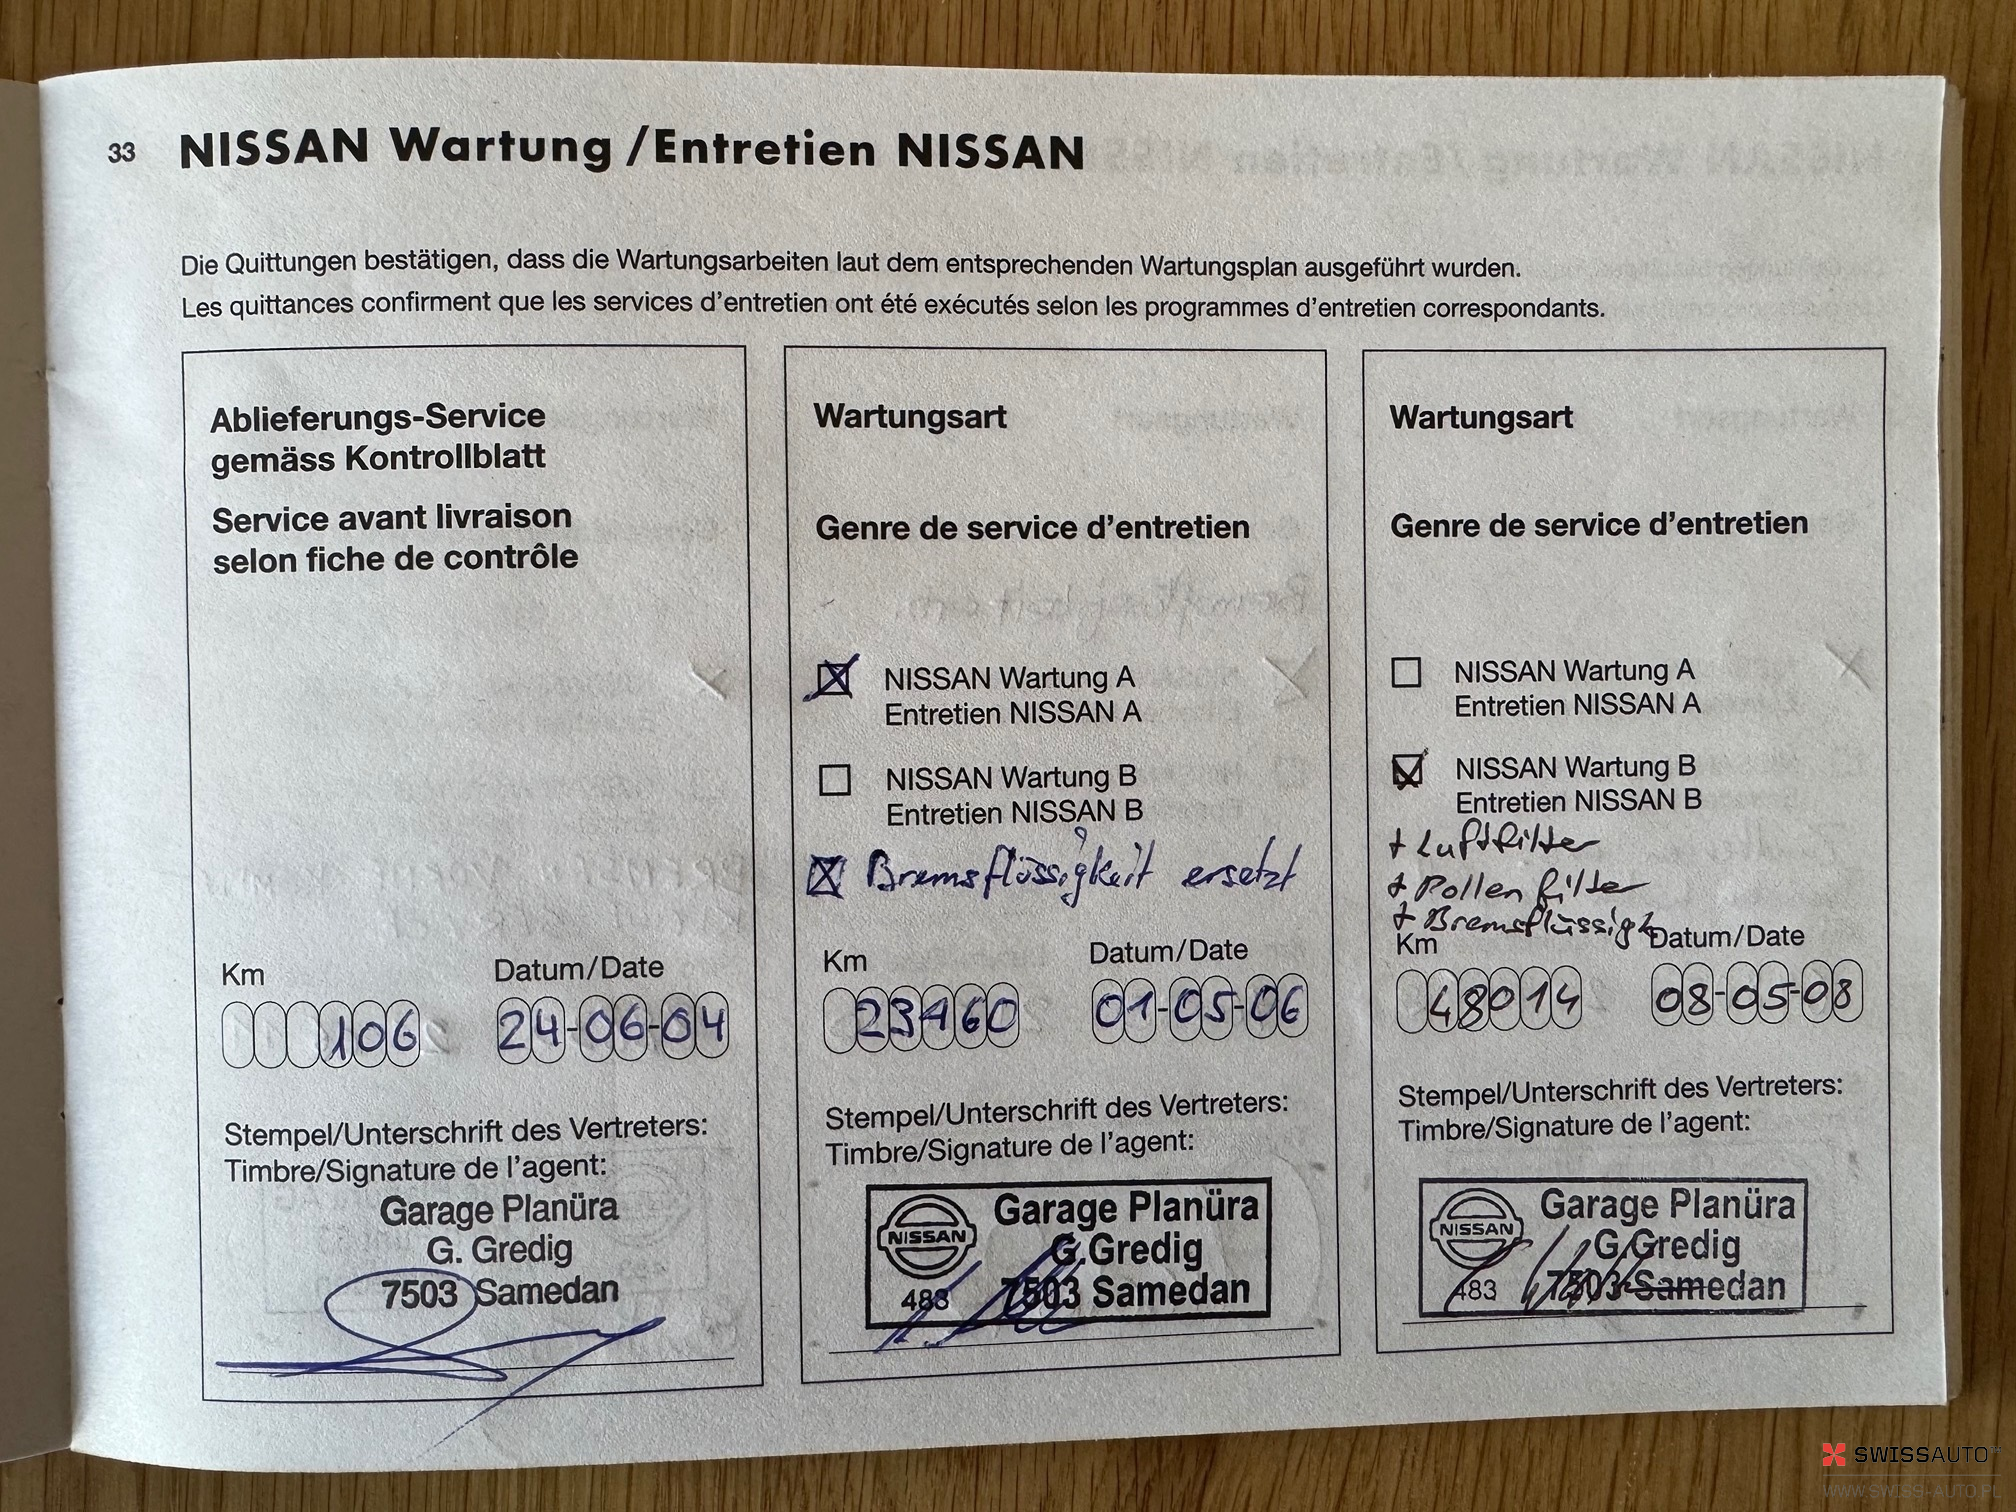 33 NISSAN Wartung /Entretien NISSAN
Die Quittungen bestätigen, dass die Wartungsarbeiten laut dem entsprechenden Wartungsplan ausgeführt wurden.
Les quittances confirment que les services d'entretien ont été exécutés selon les programmes d'entretien correspondants.
Ablieferungs-Service
gemäss Kontrollblatt
Service avant livraison
selon fiche de contrôle
Km Datum/Date
106 24-06-04
Stempel/Unterschrift des Vertreters:
Timbre/Signature de l'agent:
Garage Planüra
G. Gredig
7503 Samedan
Wartungsart
Genre de service d'entretien
NISSAN Wartung A
Entretien NISSAN A
NISSAN Wartung B
Entretien NISSAN B
Bremsflüssigkeit ersetzt
Km Datum/Date
23460 01-05-06
Stempel/Unterschrift des Vertreters:
Timbre/Signature de l'agent:
NISSAN
483
Garage Planüra
G.Gredig
7503 Samedan
Wartungsart
Genre de service d'entretien
NISSAN Wartung A
Entretien NISSAN A
NISSAN Wartung B
Entretien NISSAN B
+ Luftfilter
+ Pollenfilter
+ Bremsflüssigk
Km Datum/Date
48014 08-05-08
Stempel/Unterschrift des Vertreters:
Timbre/Signature de l'agent:
NISSAN
483
Garage Planüra
G.Gredig
7503 Samedan
SWISSAUTO
WWW.SWISS-AUTO.PL